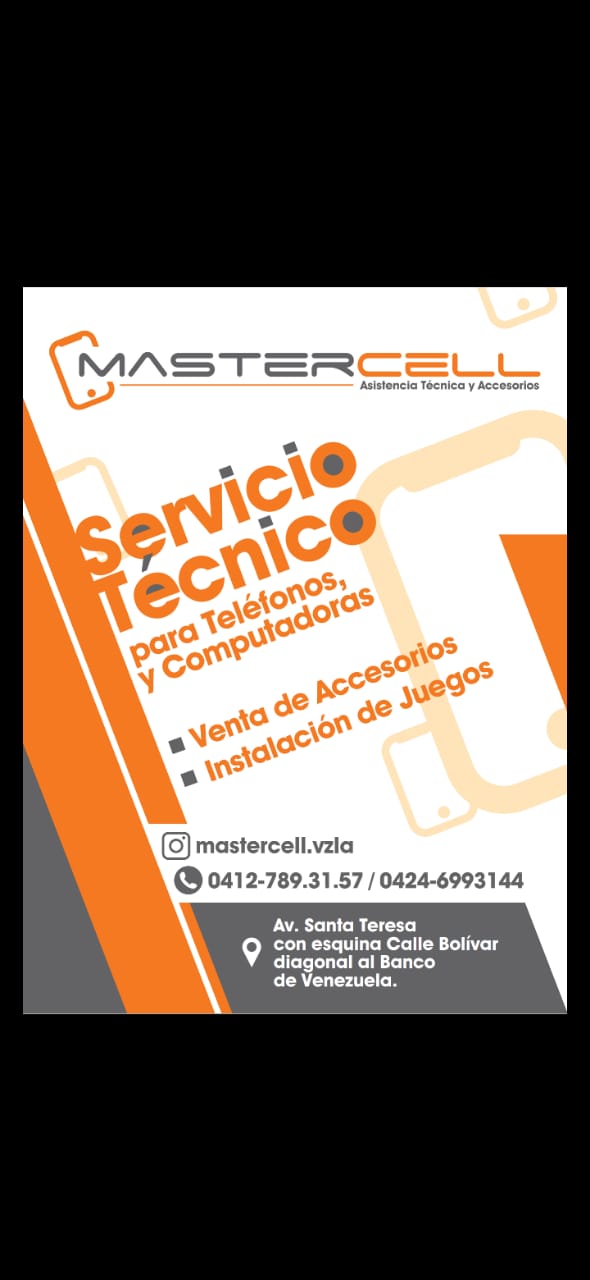 MASTERCELL
Asistencia Técnica y Accesorios
Servicio
Técnico
para Teléfonos,
y Computadoras
▪ Venta de Accesorios
▪ Instalación de Juegos
mastercell.vzla
0412-789.31.57 / 0424-6993144
Av. Santa Teresa
con esquina Calle Bolívar
diagonal al Banco
de Venezuela.